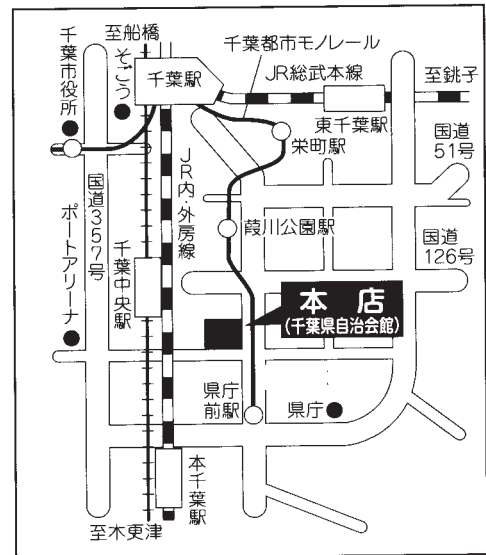 至船橋
そごう
千葉市役所
千葉駅
千葉都市モノレール
JR総武本線
至銚子
東千葉駅
栄町駅
国道
51号
JR内・外房線
国道357号
葭川公園駅
国道
126号
ポートアリーナ
千葉中央駅
本店
(千葉県自治会館)
県庁
前駅
県庁
本千葉駅
至木更津